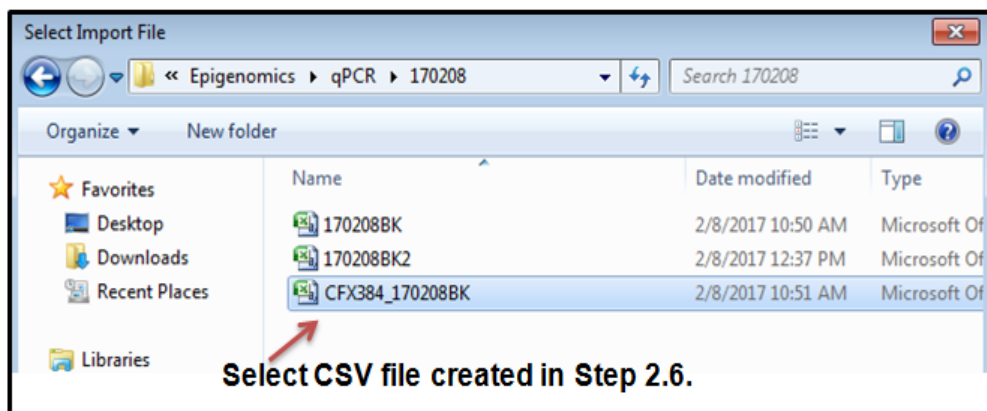 Select Import File
« Epigenomics ▸ qPCR ▸ 170208 Search 170208
Organize New folder
Name Date modified Type
Favorites
Desktop 170208BK 2/8/2017 10:50 AM Microsoft Of
Downloads 170208BK2 2/8/2017 12:37 PM Microsoft Of
Recent Places CFX384_170208BK 2/8/2017 10:51 AM Microsoft Of
Libraries
Select CSV file created in Step 2.6.